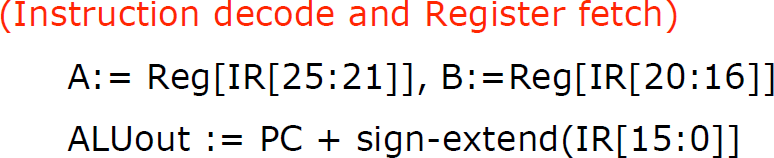 (Instruction decode and Register fetch)
A:= Reg[IR[25:21]], B:=Reg[IR[20:16]]
ALUout := PC + sign-extend(IR[15:0]]